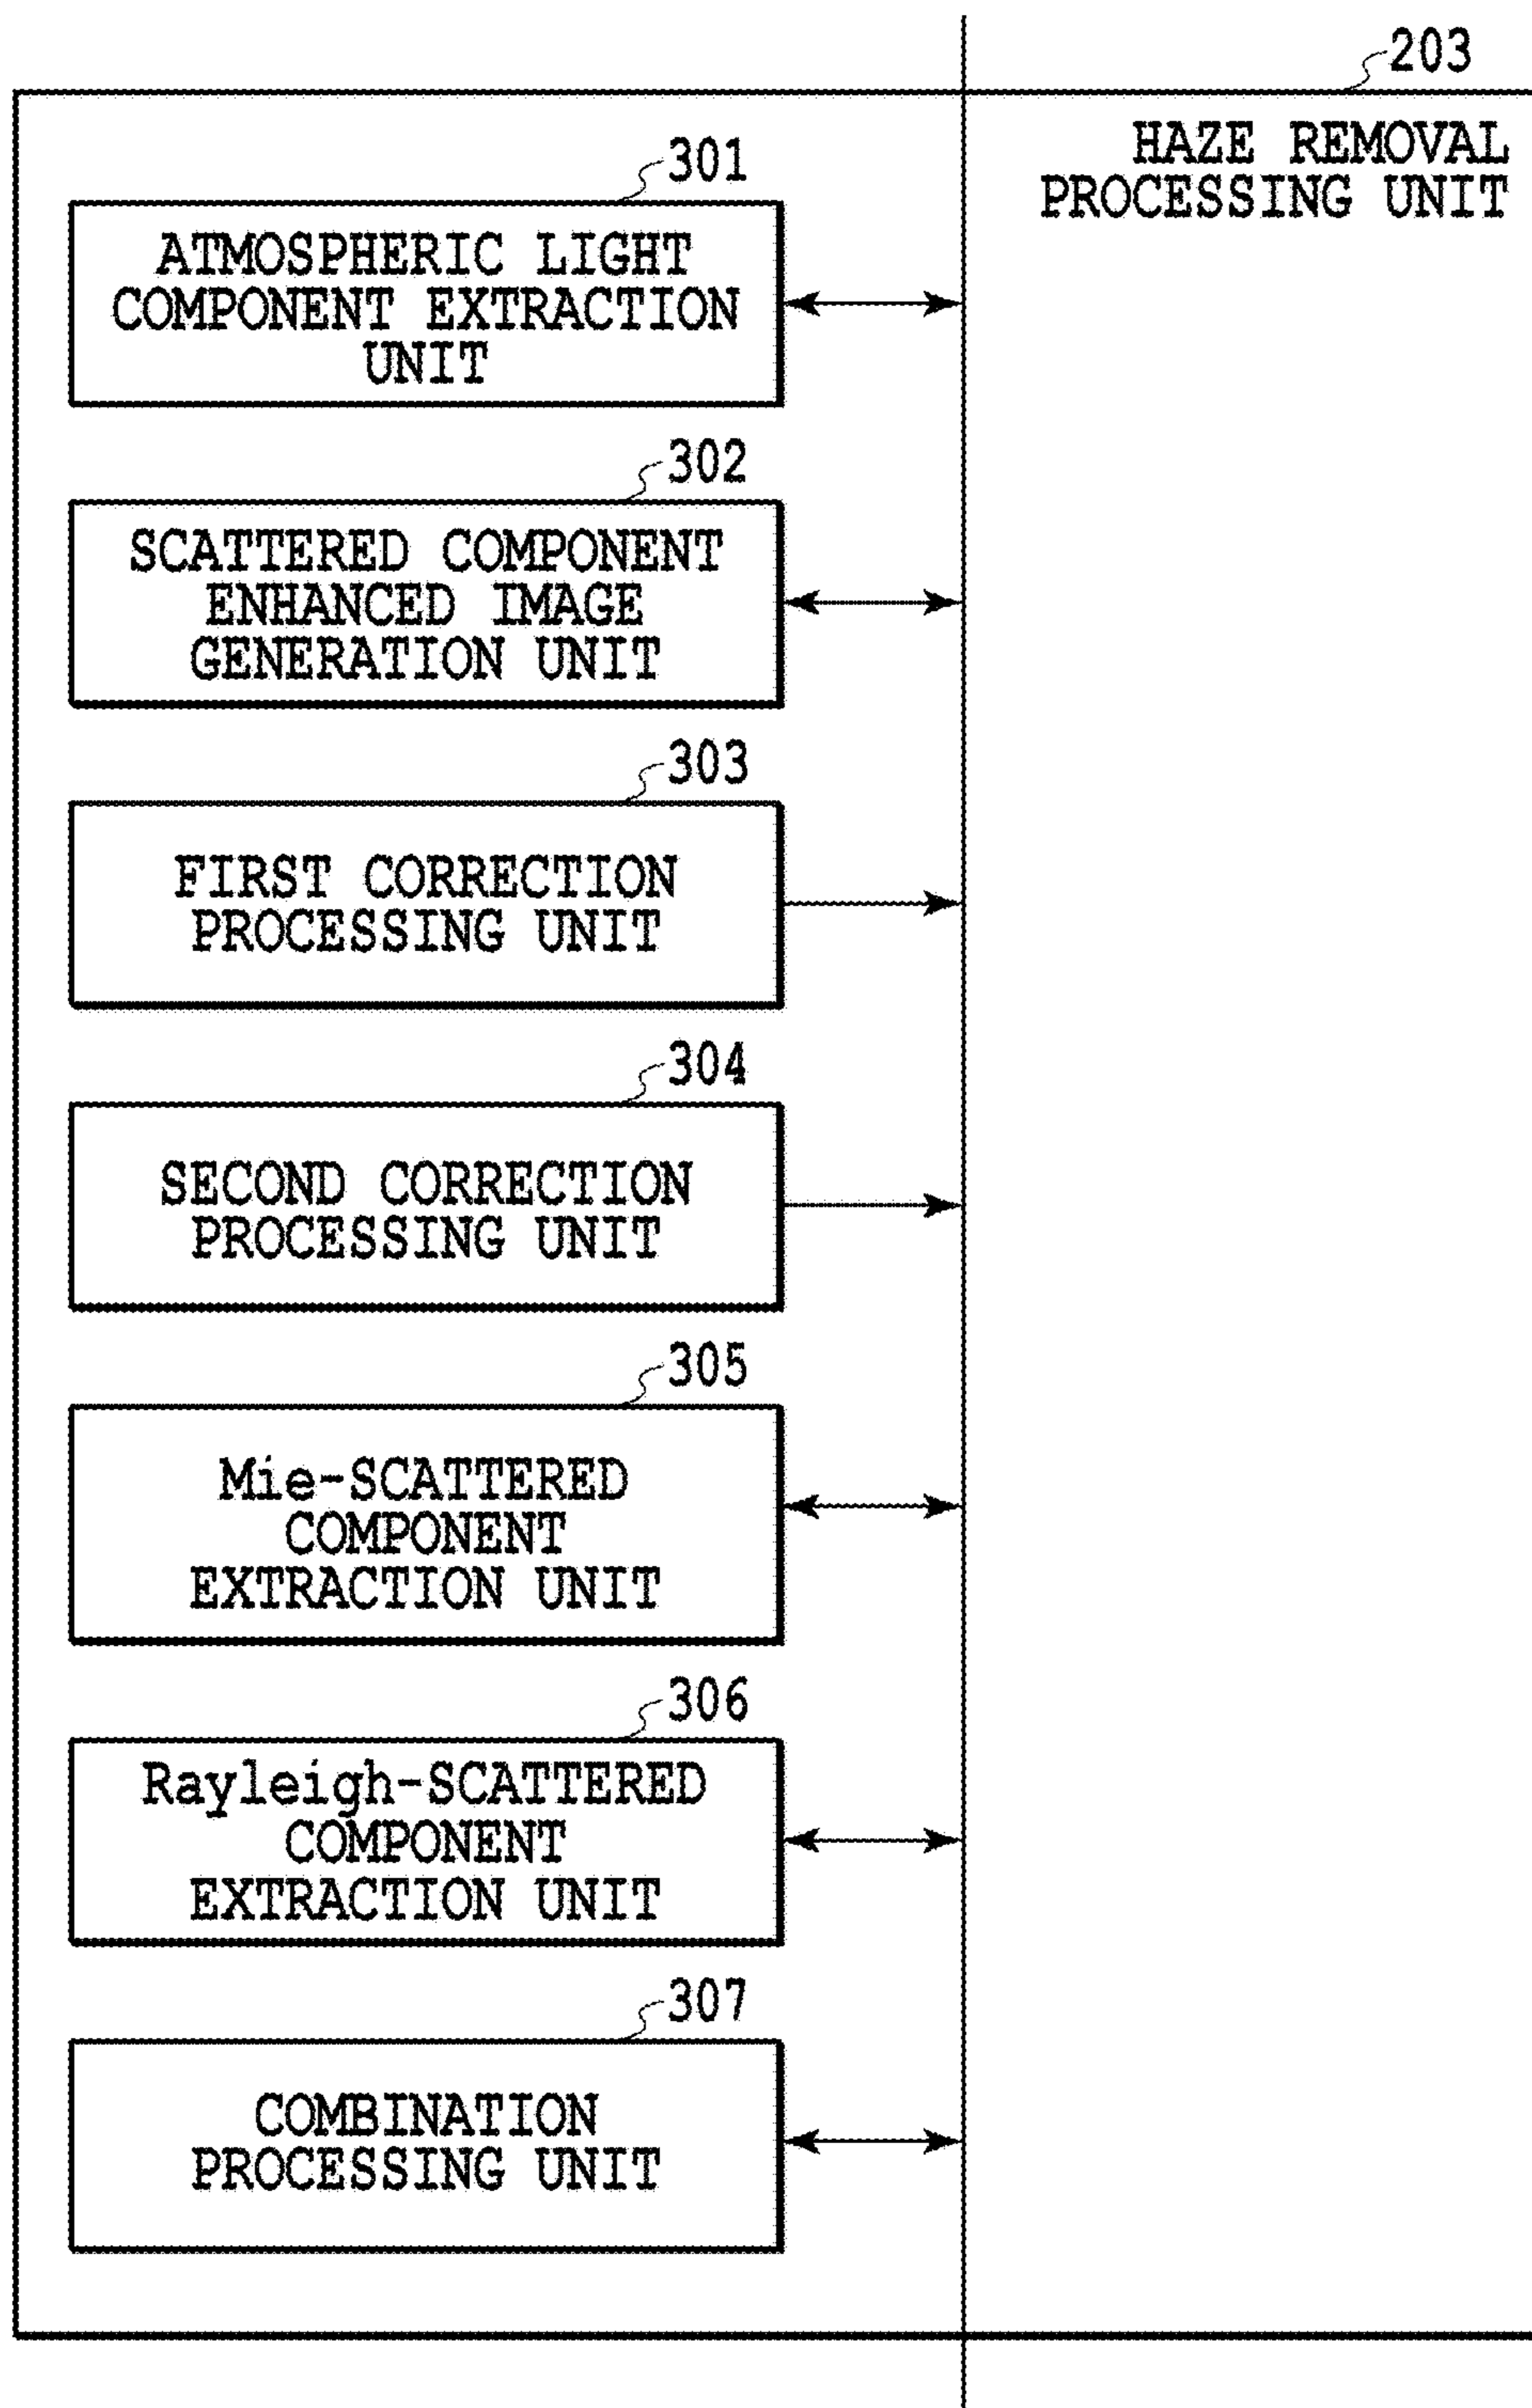 203
HAZE REMOVAL
PROCESSING UNIT
301
ATMOSPHERIC LIGHT
COMPONENT EXTRACTION
UNIT
302
SCATTERED COMPONENT
ENHANCED IMAGE
GENERATION UNIT
303
FIRST CORRECTION
PROCESSING UNIT
304
SECOND CORRECTION
PROCESSING UNIT
305
Mie-SCATTERED
COMPONENT
EXTRACTION UNIT
306
Rayleigh-SCATTERED
COMPONENT
EXTRACTION UNIT
307
COMBINATION
PROCESSING UNIT